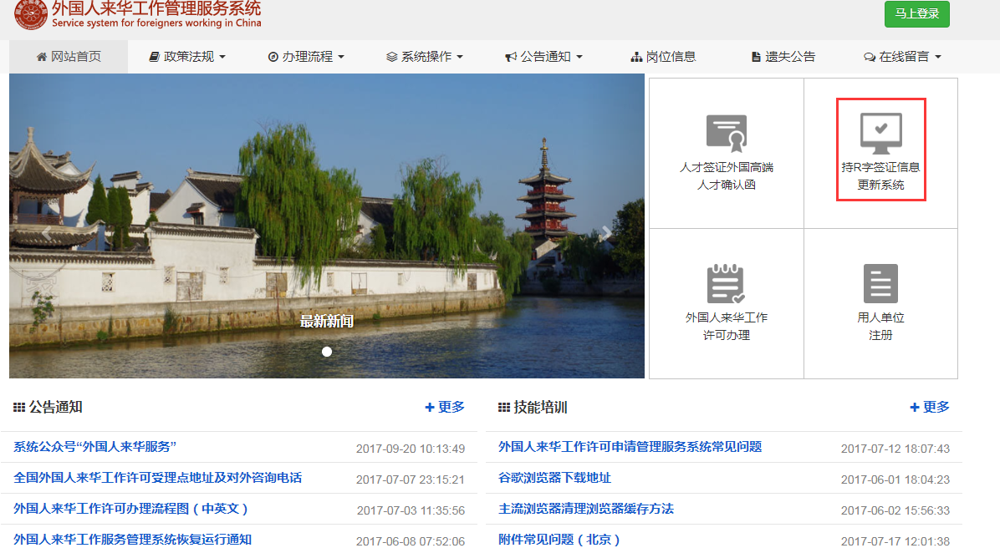 外国人来华工作管理服务系统
Service system for foreigners working in China
马上登录
网站首页
政策法规
办理流程
系统操作
公告通知
岗位信息
遗失公告
在线留言
最新新闻
人才签证外国高端
人才确认函
持R字签证信息
更新系统
外国人来华工作
许可办理
用人单位
注册
公告通知
更多
系统公众号“外国人来华服务”
2017-09-20 10:13:49
全国外国人来华工作许可受理点地址及对外咨询电话
2017-07-07 23:15:21
外国人来华工作许可办理流程图（中英文）
2017-07-03 11:35:56
外国人来华工作服务管理系统恢复运行通知
2017-06-08 07:52:06
技能培训
更多
外国人来华工作许可申请管理服务系统常见问题
2017-07-12 18:07:43
谷歌浏览器下载地址
2017-06-01 18:04:23
主流浏览器清理浏览器缓存方法
2017-06-02 15:56:33
附件常见问题（北京）
2017-07-17 12:01:38